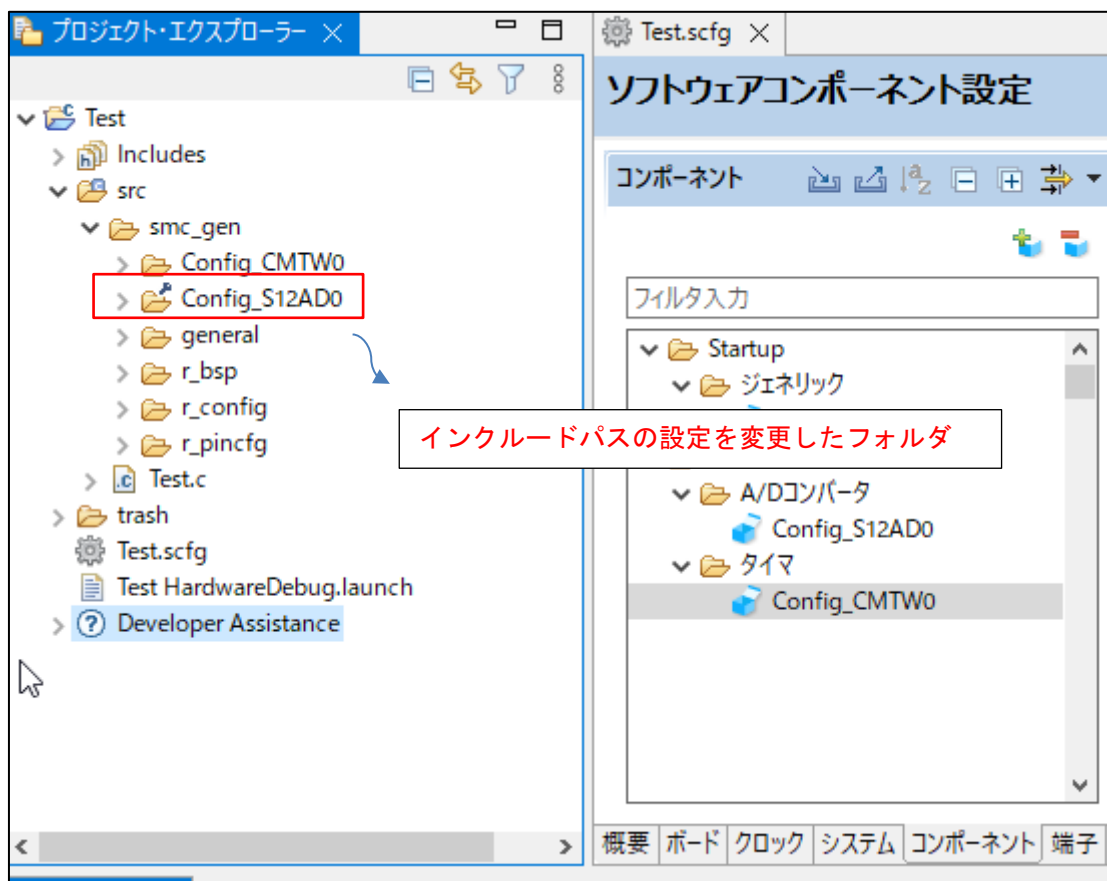 プロジェクト・エクスプローラー
Test
Includes
src
smc_gen
Config_CMTW0
Config_S12AD0
general
r_bsp
r_config
r_pincfg
Test.c
trash
Test.scfg
Test HardwareDebug.launch
Developer Assistance
インクルードパスの設定を変更したフォルダ
Test.scfg
ソフトウェアコンポーネント設定
コンポーネント
フィルタ入力
Startup
ジェネリック
A/Dコンバータ
Config_S12AD0
タイマ
Config_CMTW0
概要 ボード クロック システム コンポーネント 端子